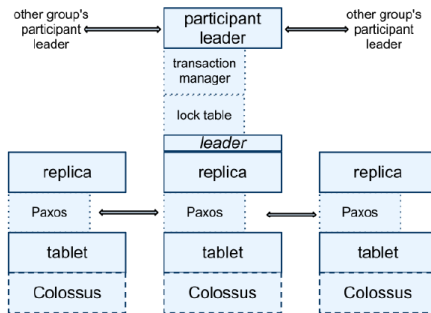 other group's
participant
leader
participant
leader
other group's
participant
leader
transaction
manager
lock table
leader
replica
replica
replica
Paxos
Paxos
Paxos
tablet
tablet
tablet
Colossus
Colossus
Colossus